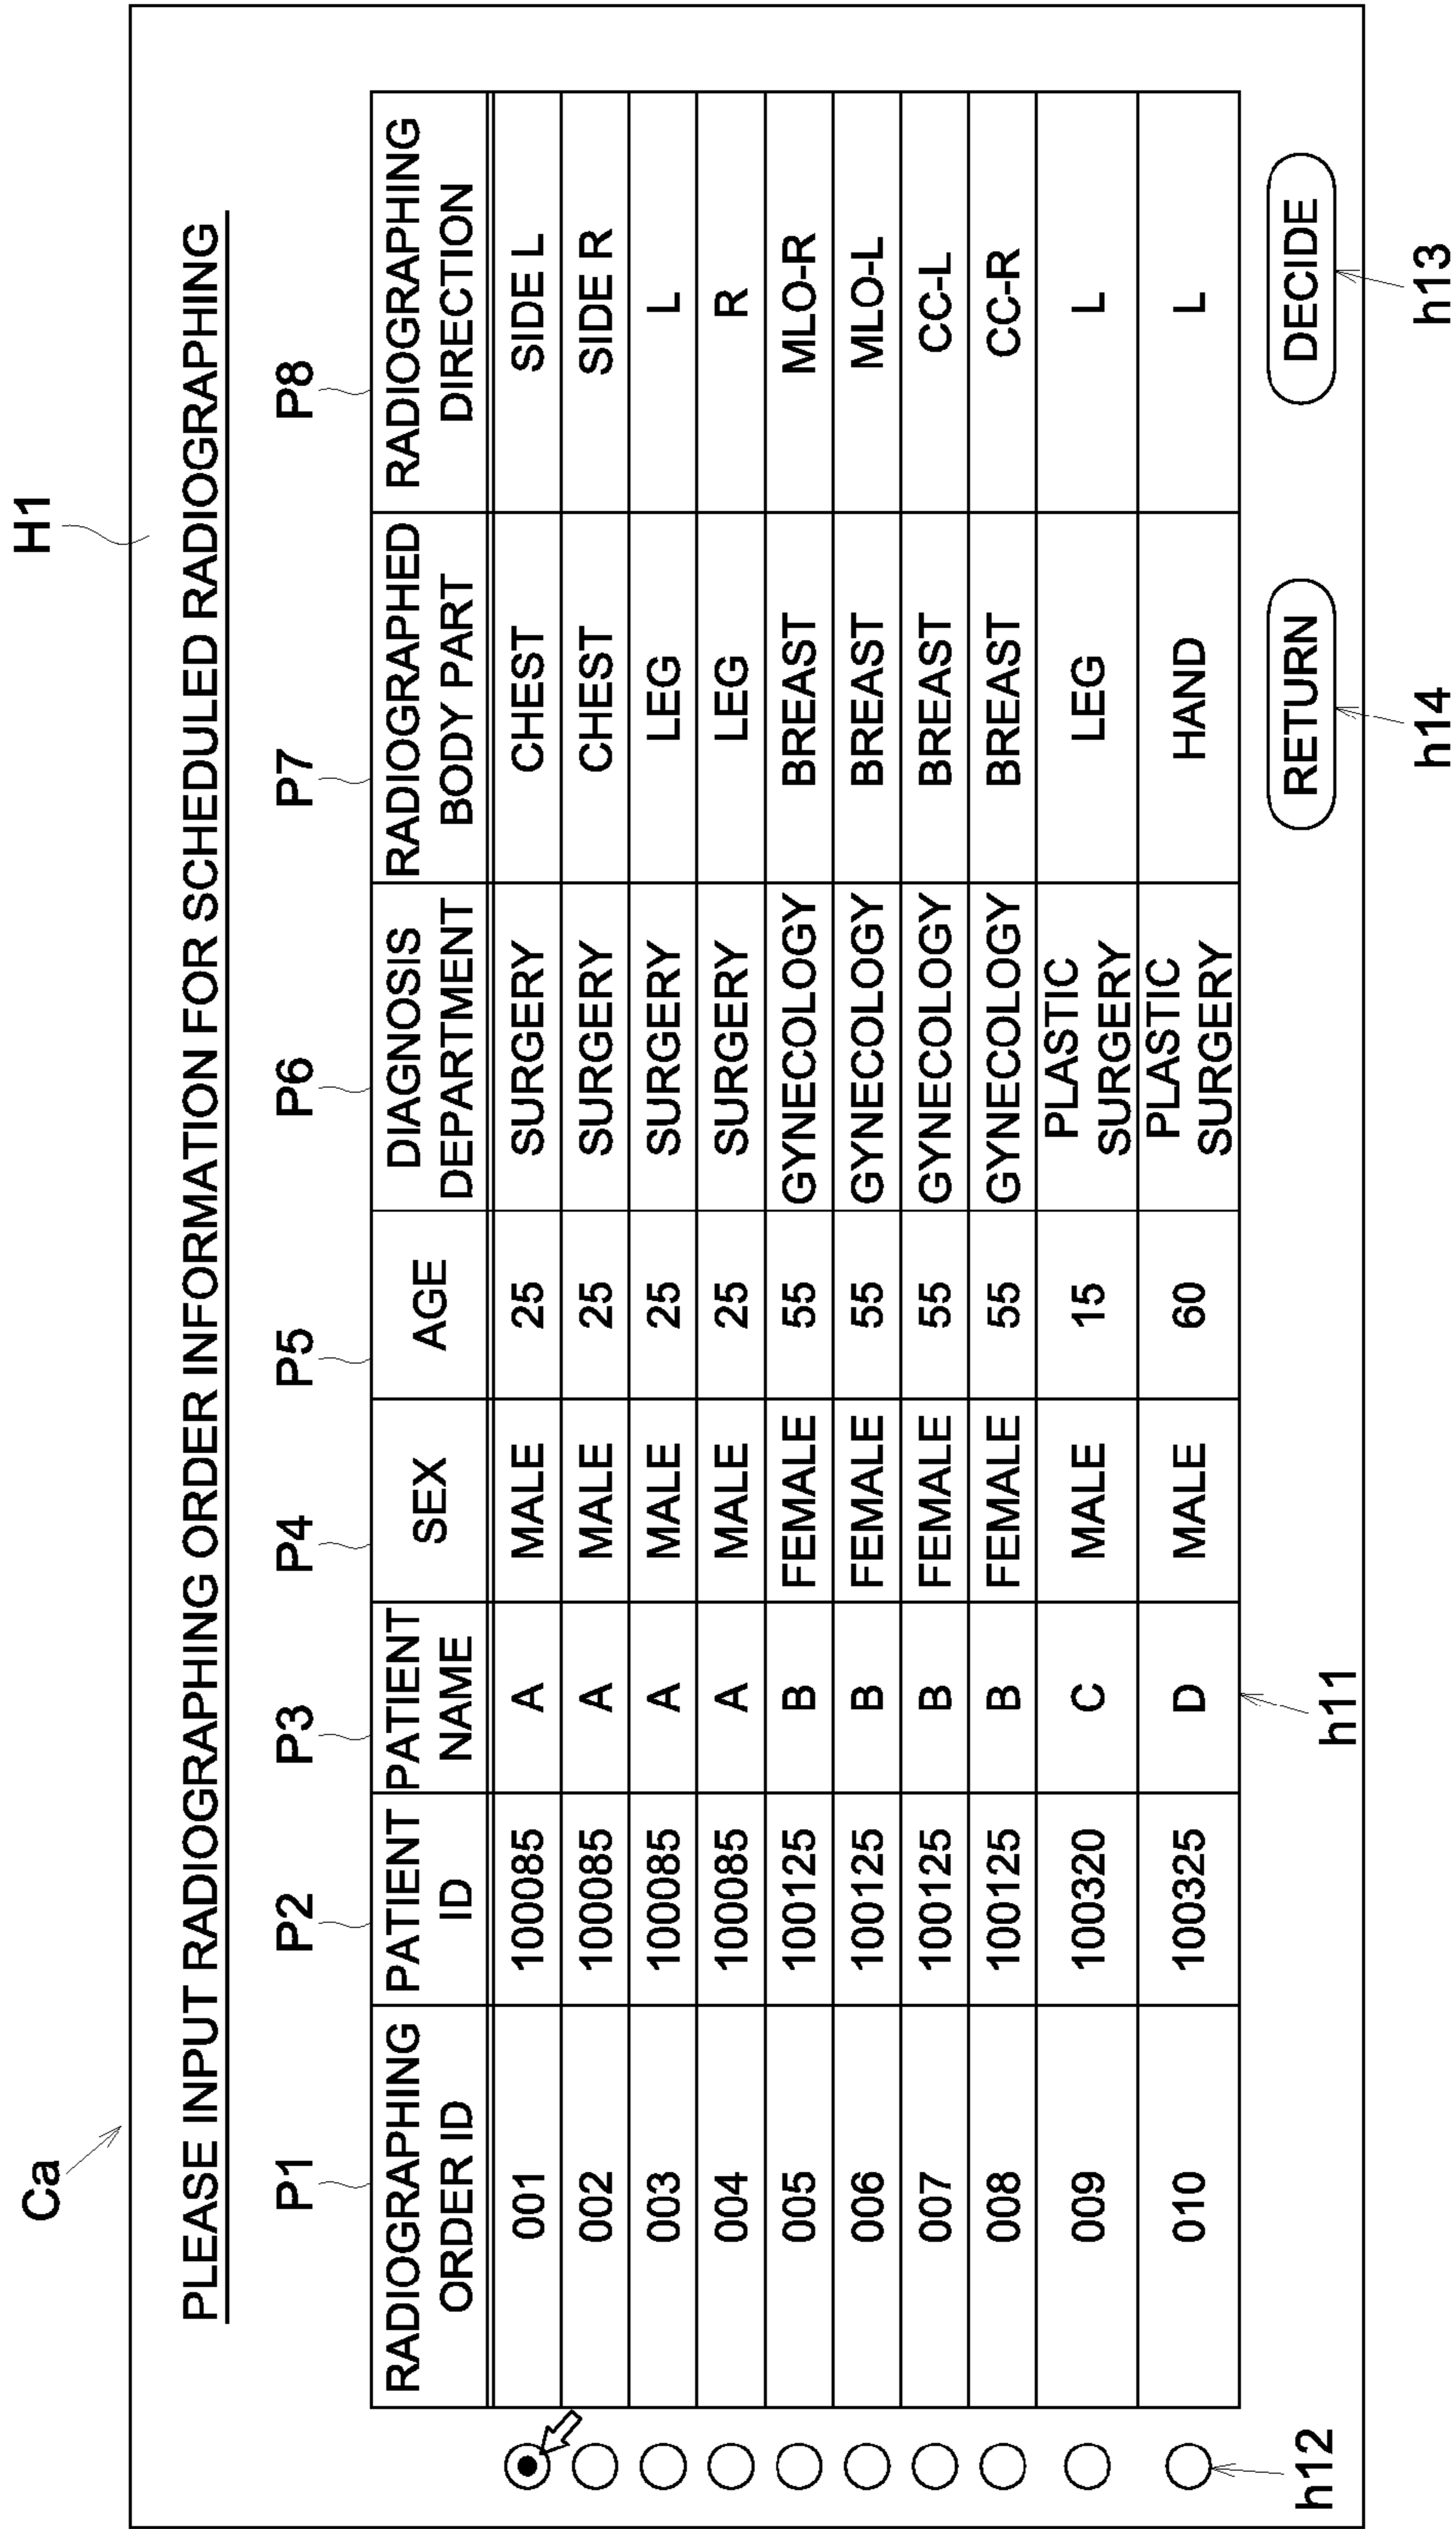 Ca
H1
PLEASE INPUT RADIOGRAPHING ORDER INFORMATION FOR SCHEDULED RADIOGRAPHING
P1 P2 P3 P4 P5 P6 P7 P8
RADIOGRAPHING ORDER ID PATIENT ID PATIENT NAME SEX AGE DIAGNOSIS DEPARTMENT RADIOGRAPHED BODY PART RADIOGRAPHING DIRECTION
001 100085 A MALE 25 SURGERY CHEST SIDE L
002 100085 A MALE 25 SURGERY CHEST SIDE R
003 100085 A MALE 25 SURGERY LEG L
004 100085 A MALE 25 SURGERY LEG R
005 100125 B FEMALE 55 GYNECOLOGY BREAST MLO-R
006 100125 B FEMALE 55 GYNECOLOGY BREAST MLO-L
007 100125 B FEMALE 55 GYNECOLOGY BREAST CC-L
008 100125 B FEMALE 55 GYNECOLOGY BREAST CC-R
009 100320 C MALE 15 PLASTIC SURGERY LEG L
010 100325 D MALE 60 PLASTIC SURGERY HAND L
RETURN DECIDE
h12 h11 h14 h13